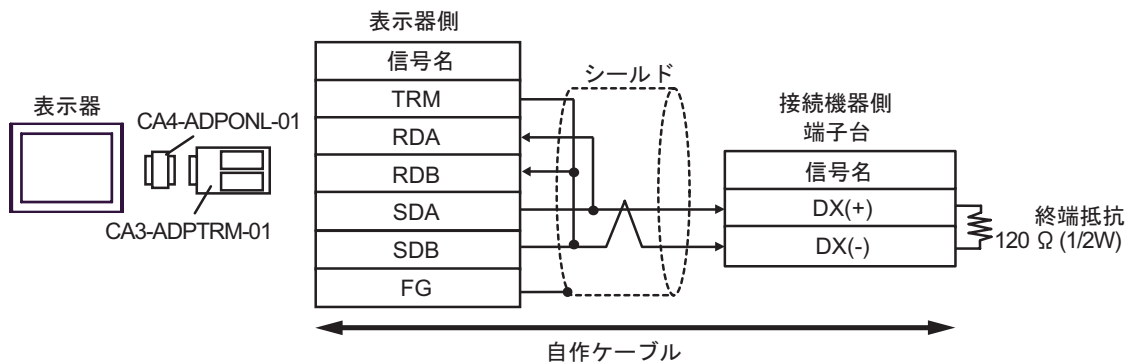 表示器側
信号名
TRM
RDA
RDB
SDA
SDB
FG
シールド
表示器
CA4-ADPONL-01
CA3-ADPTRM-01
接続機器側
端子台
信号名
DX(+)
DX(-)
終端抵抗
120 Ω (1/2W)
自作ケーブル